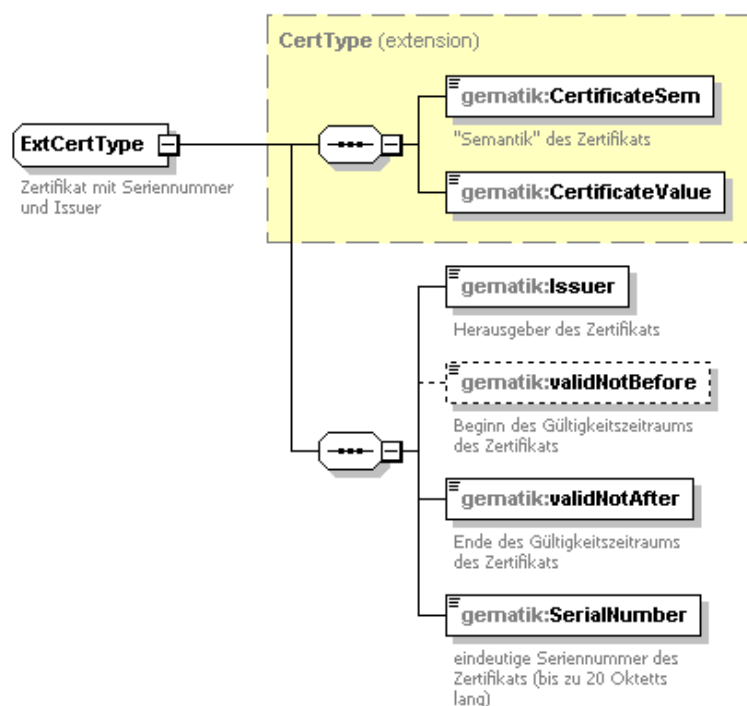 CertType (extension)
gematik:CertificateSem
"Semantik" des Zertifikats
ExtCertType
Zertifikat mit Seriennummer
und Issuer
gematik:CertificateValue
gematik:Issuer
Herausgeber des Zertifikats
gematik:validNotBefore
Beginn des Gültigkeitszeitraums
des Zertifikats
gematik:validNotAfter
Ende des Gültigkeitszeitraums
des Zertifikats
gematik:SerialNumber
eindeutige Seriennummer des
Zertifikats (bis zu 20 Oktetts
lang)